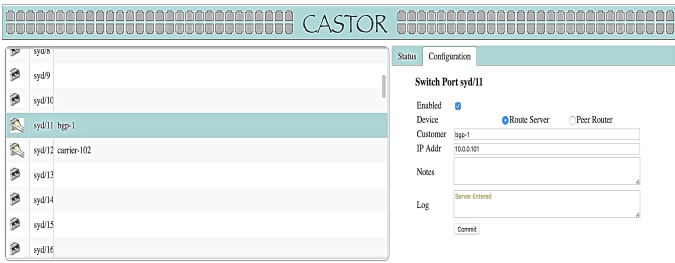 CASTOR
syd/8
syd/9
syd/10
syd/11 bgp-1
syd/12 carrier-102
syd/13
syd/14
syd/15
syd/16
Status Configuration
Switch Port syd/11
Enabled
Device Route Server Peer Router
Customer bgp-1
IP Addr 10.0.0.101
Notes
Log Server Entered
Commit